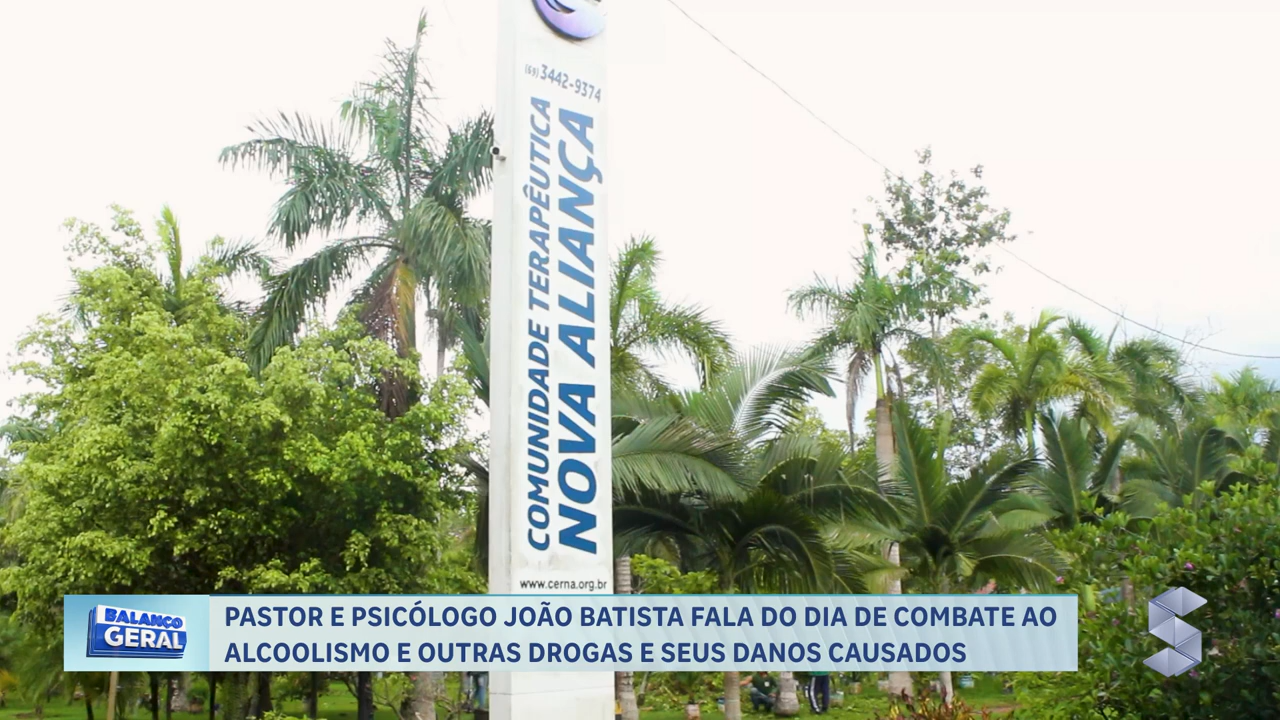 (69) 3442-9374
COMUNIDADE TERAPÊUTICA
NOVA ALIANÇA
www.cerna.org.br
BALANÇO
GERAL
PASTOR E PSICÓLOGO JOÃO BATISTA FALA DO DIA DE COMBATE AO
ALCOOLISMO E OUTRAS DROGAS E SEUS DANOS CAUSADOS